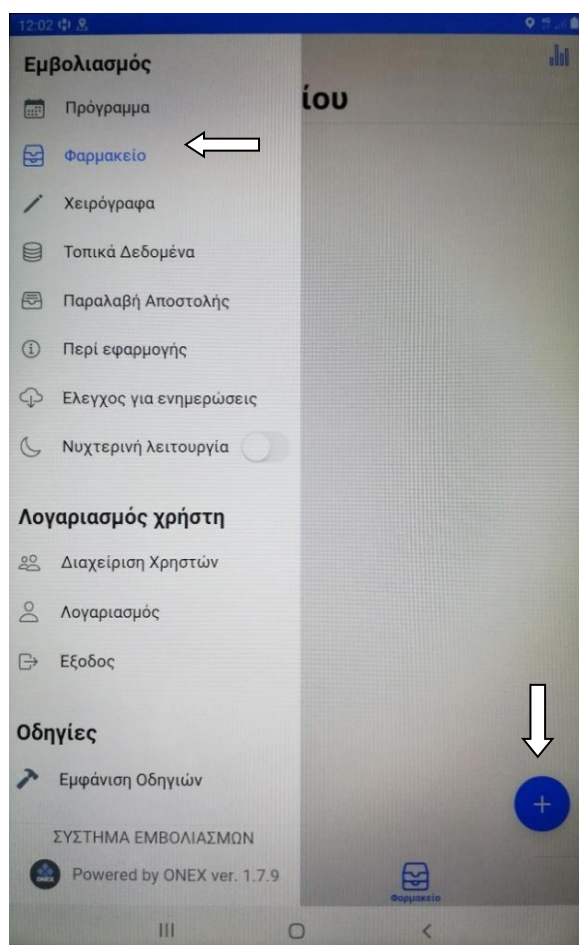 12:02
Εμβολιασμός
ίου
Πρόγραμμα
Φαρμακείο
Χειρόγραφα
Τοπικά Δεδομένα
Παραλαβή Αποστολής
Περί εφαρμογής
Ελεγχος για ενημερώσεις
Νυχτερινή λειτουργία
Λογαριασμός χρήστη
Διαχείριση Χρηστών
Λογαριασμός
Εξοδος
Οδηγίες
Εμφάνιση Οδηγιών
+
ΣΥΣΤΗΜΑ ΕΜΒΟΛΙΑΣΜΩΝ
ONEX Powered by ONEX ver. 1.7.9
Φαρμακείο